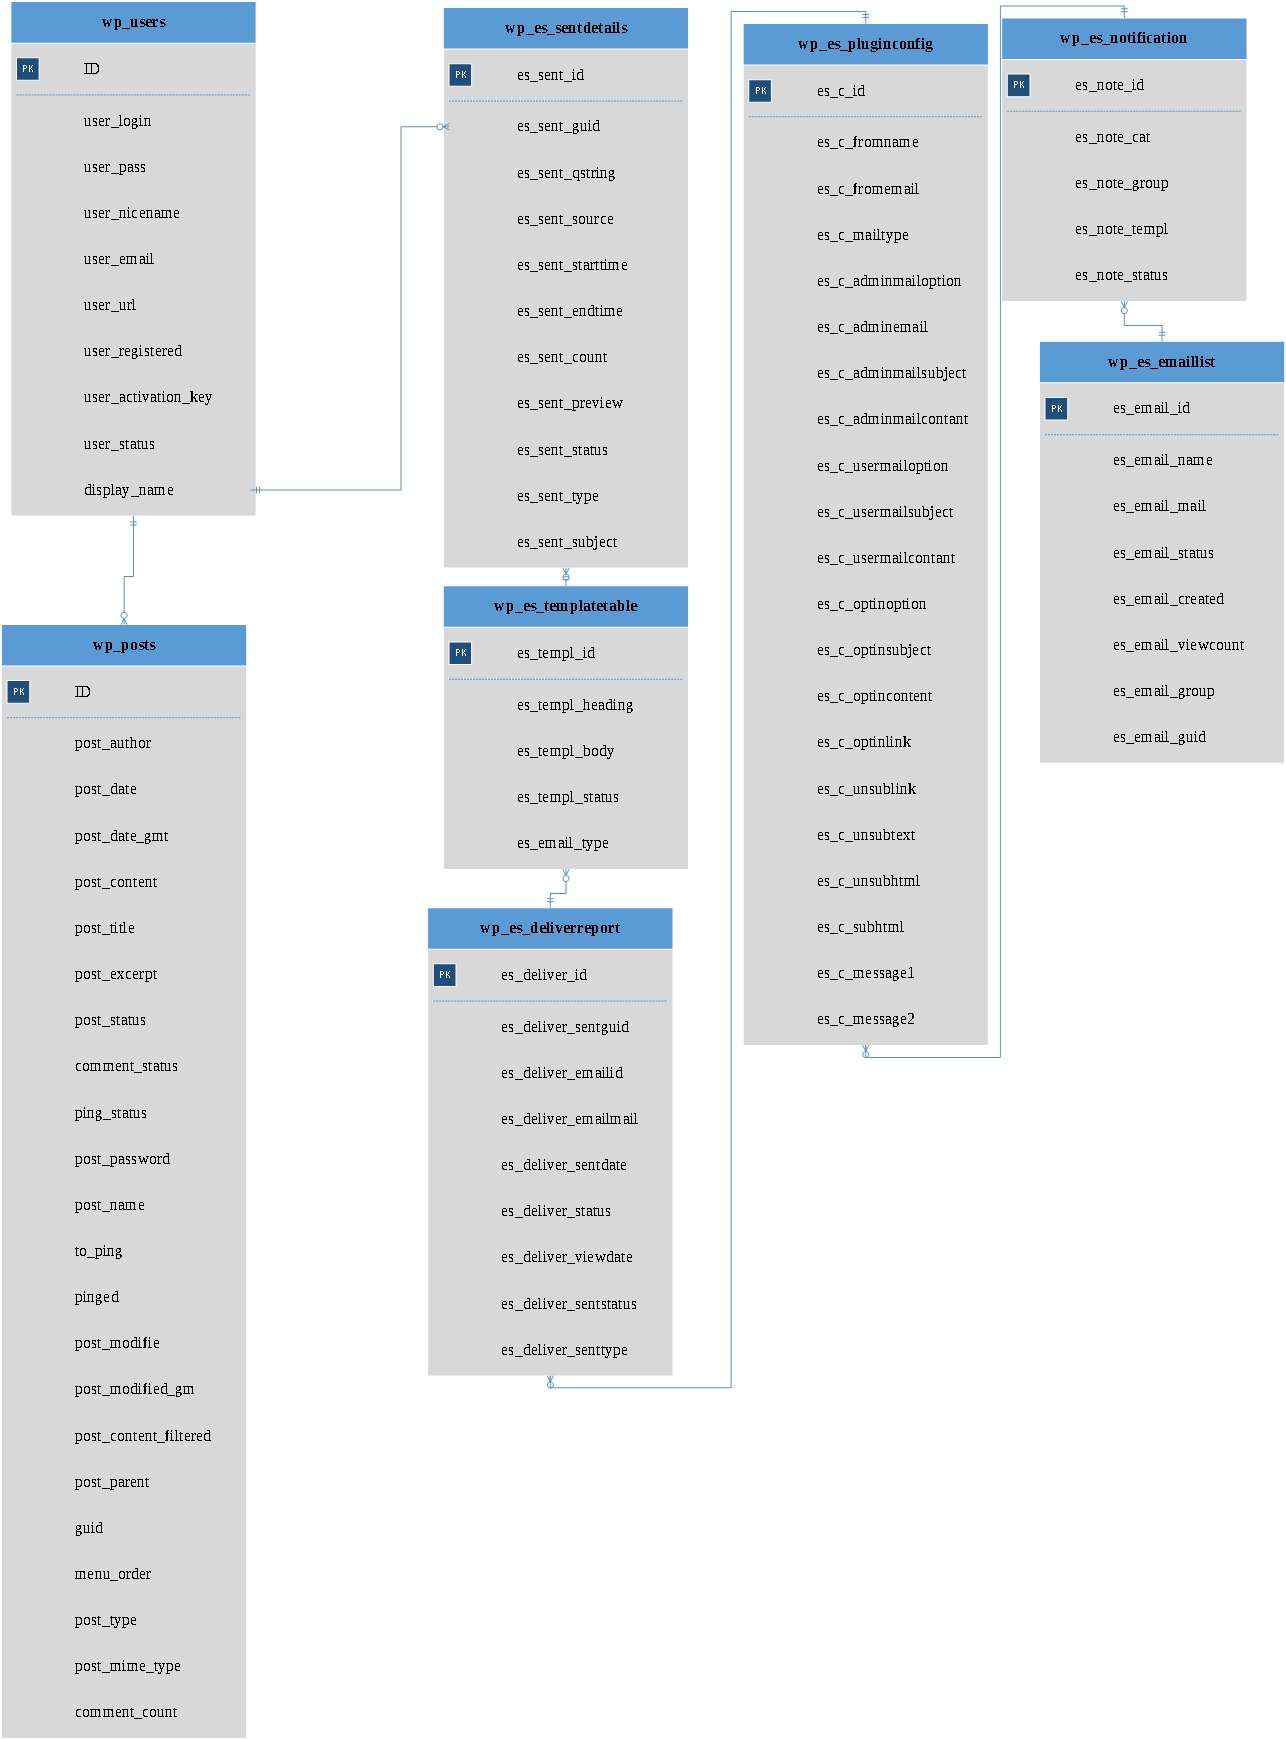 wp_users
PK
ID
user_login
user_pass
user_nicename
user_email
user_url
user_registered
user_activation_key
user_status
display_name
wp_posts
PK
ID
post_author
post_date
post_date_gmt
post_content
post_title
post_excerpt
post_status
comment_status
ping_status
post_password
post_name
to_ping
pinged
post_modifie
post_modified_gm
post_content_filtered
post_parent
guid
menu_order
post_type
post_mime_type
comment_count
wp_es_sentdetails
PK
es_sent_id
es_sent_guid
es_sent_qstring
es_sent_source
es_sent_starttime
es_sent_endtime
es_sent_count
es_sent_preview
es_sent_status
es_sent_type
es_sent_subject
wp_es_templatetable
PK
es_templ_id
es_templ_heading
es_templ_body
es_templ_status
es_email_type
wp_es_deliverreport
PK
es_deliver_id
es_deliver_sentguid
es_deliver_emailid
es_deliver_emailmail
es_deliver_sentdate
es_deliver_status
es_deliver_viewdate
es_deliver_sentstatus
es_deliver_senttype
wp_es_pluginconfig
PK
es_c_id
es_c_fromname
es_c_fromemail
es_c_mailtype
es_c_adminmailoption
es_c_adminemail
es_c_adminmailsubject
es_c_adminmailcontant
es_c_usermailoption
es_c_usermailsubject
es_c_usermailcontant
es_c_optinoption
es_c_optinsubject
es_c_optincontent
es_c_optinlink
es_c_unsublink
es_c_unsubtext
es_c_unsubhtml
es_c_subhtml
es_c_message1
es_c_message2
wp_es_notification
PK
es_note_id
es_note_cat
es_note_group
es_note_templ
es_note_status
wp_es_emaillist
PK
es_email_id
es_email_name
es_email_mail
es_email_status
es_email_created
es_email_viewcount
es_email_group
es_email_guid